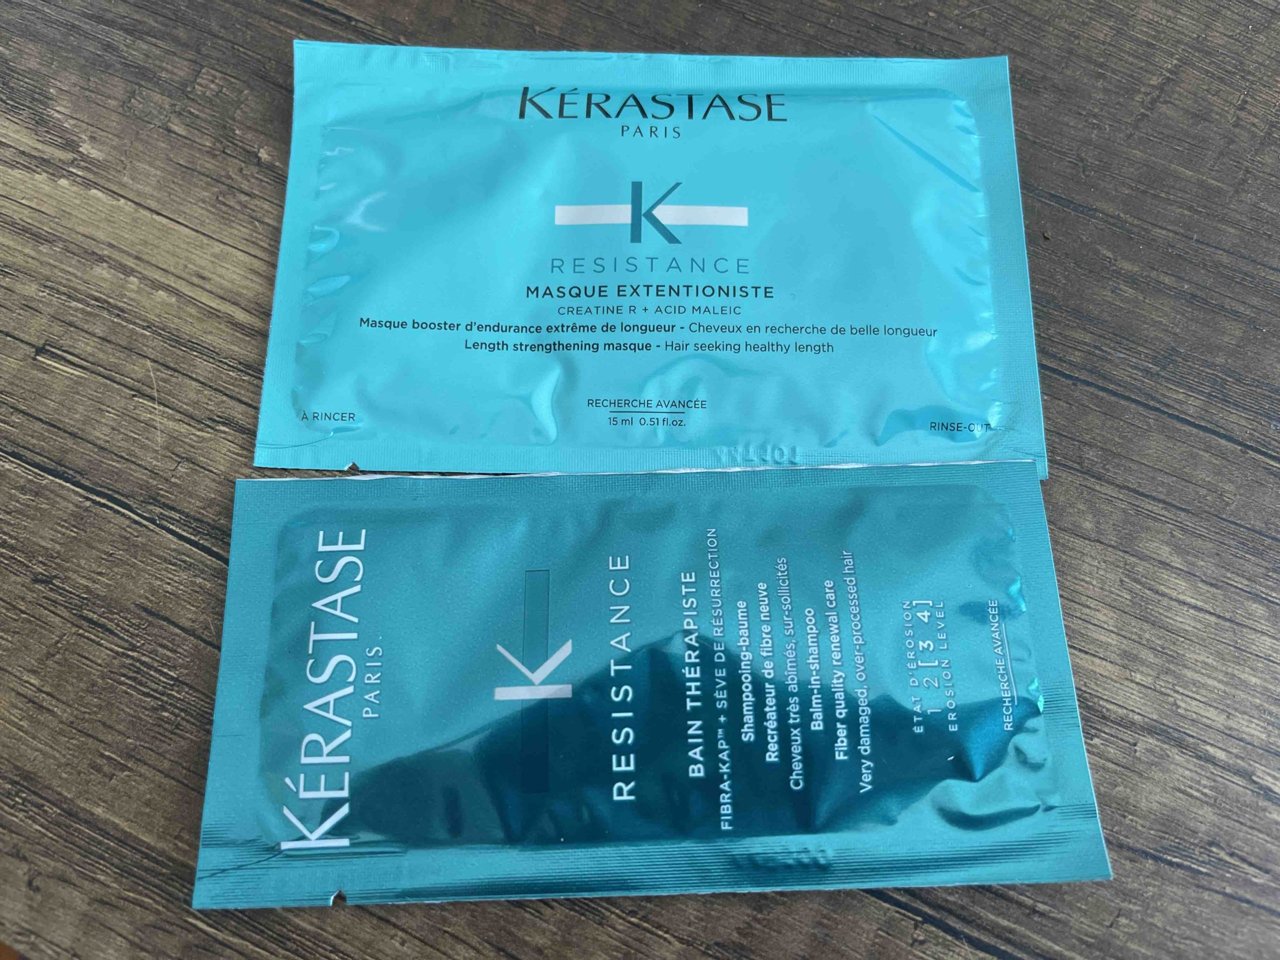 KÉRASTASE
PARIS
K
RESISTANCE
MASQUE EXTENTIONISTE
CREATINE R + ACID MALEIC
Masque booster d'endurance extrême de longueur - Cheveux en recherche de belle longueur
Length strengthening masque - Hair seeking healthy length
À RINCER
RECHERCHE AVANCÉE
15 ml 0.51 fl.oz.
RINSE-OUT
KÉRASTASE
PARIS
K
RESISTANCE
BAIN THÉRAPISTE
FIBRA-KAP™ + SÈVE DE RÉSURRECTION
Shampooing-baume
Recréateur de fibre neuve
Cheveux très abîmés, sur-sollicités
Balm-in-shampoo
Fiber quality renewal care
Very damaged, over-processed hair
ÉTAT D'ÉROSION
1 2 [3 4]
EROSION LEVEL
RECHERCHE AVANCÉE